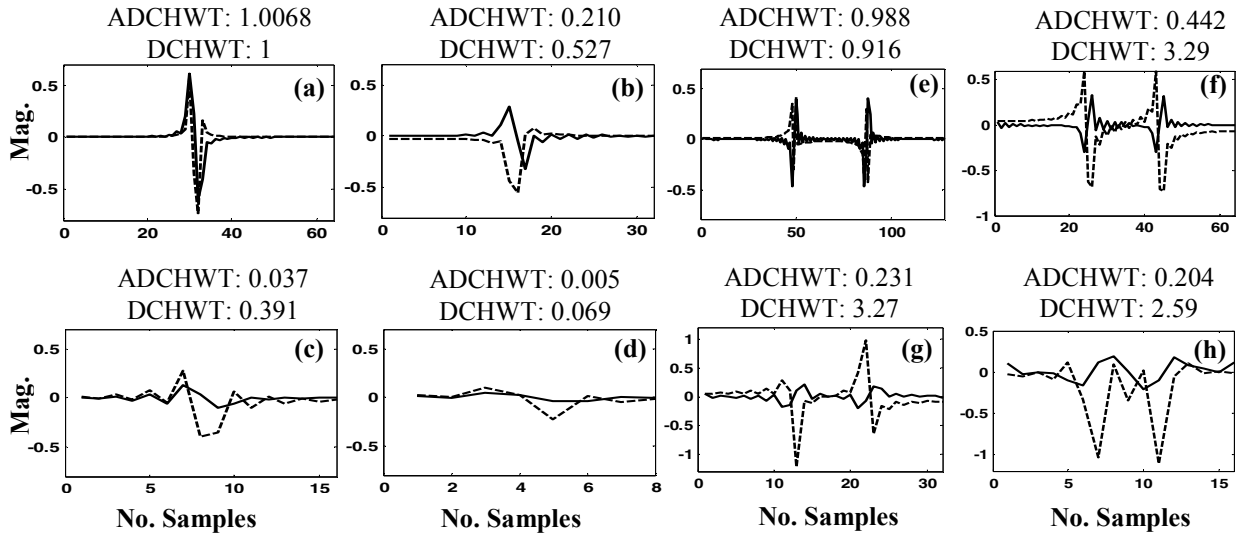 ADCHWT: 1.0068
DCHWT: 1
ADCHWT: 0.210
DCHWT: 0.527
ADCHWT: 0.988
DCHWT: 0.916
ADCHWT: 0.442
DCHWT: 3.29
Mag.
0.5
0
-0.5
(a)
0 20 40 60
0.5
0
-0.5
(b)
0 10 20 30
0.5
0
-0.5
(e)
0 50 100
0.5
0
-0.5
-1
(f)
0 20 40 60
ADCHWT: 0.037
DCHWT: 0.391
ADCHWT: 0.005
DCHWT: 0.069
ADCHWT: 0.231
DCHWT: 3.27
ADCHWT: 0.204
DCHWT: 2.59
Mag.
0.5
0
-0.5
(c)
0 5 10 15
0.5
0
-0.5
(d)
0 2 4 6 8
1
0.5
0
-0.5
-1
(g)
0 10 20 30
0.5
0
-0.5
-1
(h)
0 5 10 15
No. Samples
No. Samples
No. Samples
No. Samples